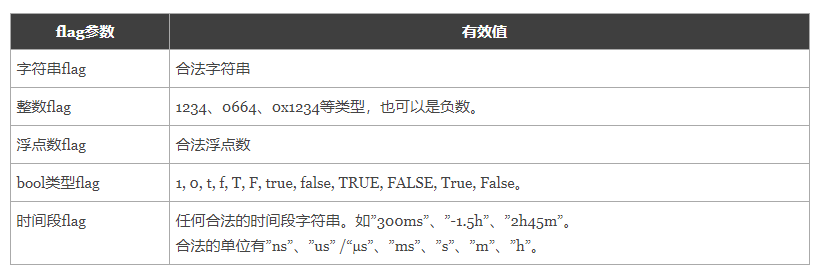 flag参数 有效值
字符串flag 合法字符串
整数flag 1234、0664、0x1234等类型，也可以是负数。
浮点数flag 合法浮点数
bool类型flag 1, 0, t, f, T, F, true, false, TRUE, FALSE, True, False。
时间段flag 任何合法的时间段字符串。如”300ms”、”-1.5h”、”2h45m”。
合法的单位有”ns”、”us” /“µs”、”ms”、”s”、”m”、”h”。